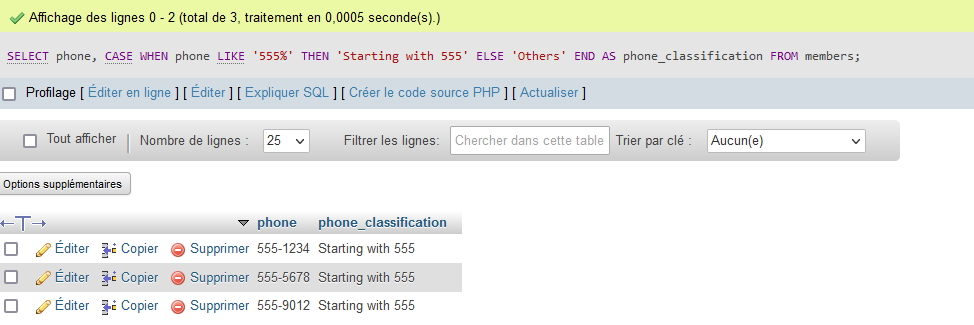 Affichage des lignes 0 - 2 (total de 3, traitement en 0,0005 seconde(s).)
SELECT phone, CASE WHEN phone LIKE '555%' THEN 'Starting with 555' ELSE 'Others' END AS phone_classification FROM members;
Profilage [ Éditer en ligne ] [ Éditer ] [ Expliquer SQL ] [ Créer le code source PHP ] [ Actualiser ]
Tout afficher Nombre de lignes : 25 Filtrer les lignes: Chercher dans cette table Trier par clé : Aucun(e)
Options supplémentaires
←T→ phone phone_classification
Éditer Copier Supprimer 555-1234 Starting with 555
Éditer Copier Supprimer 555-5678 Starting with 555
Éditer Copier Supprimer 555-9012 Starting with 555